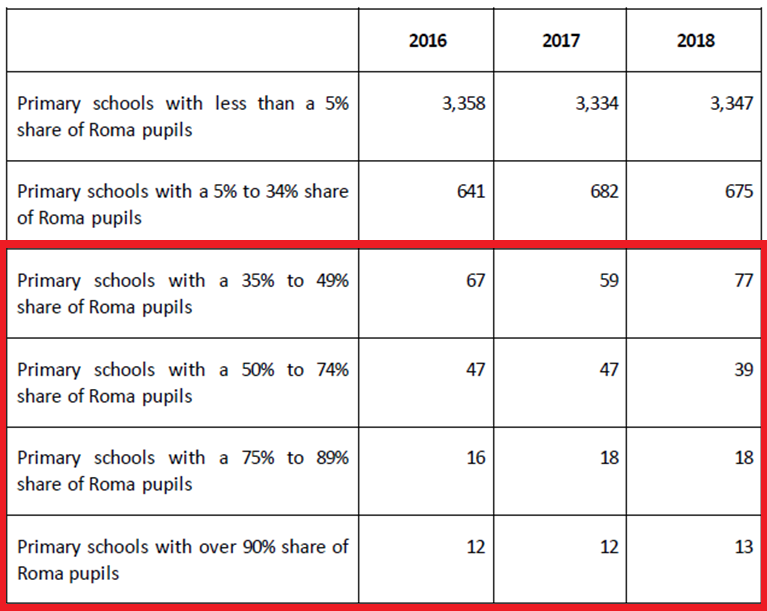 2016 2017 2018
Primary schools with less than a 5% 3,358 3,334 3,347
share of Roma pupils
Primary schools with a 5% to 34% share 641 682 675
of Roma pupils
Primary schools with a 35% to 49% 67 59 77
share of Roma pupils
Primary schools with a 50% to 74% 47 47 39
share of Roma pupils
Primary schools with a 75% to 89% 16 18 18
share of Roma pupils
Primary schools with over 90% share of 12 12 13
Roma pupils